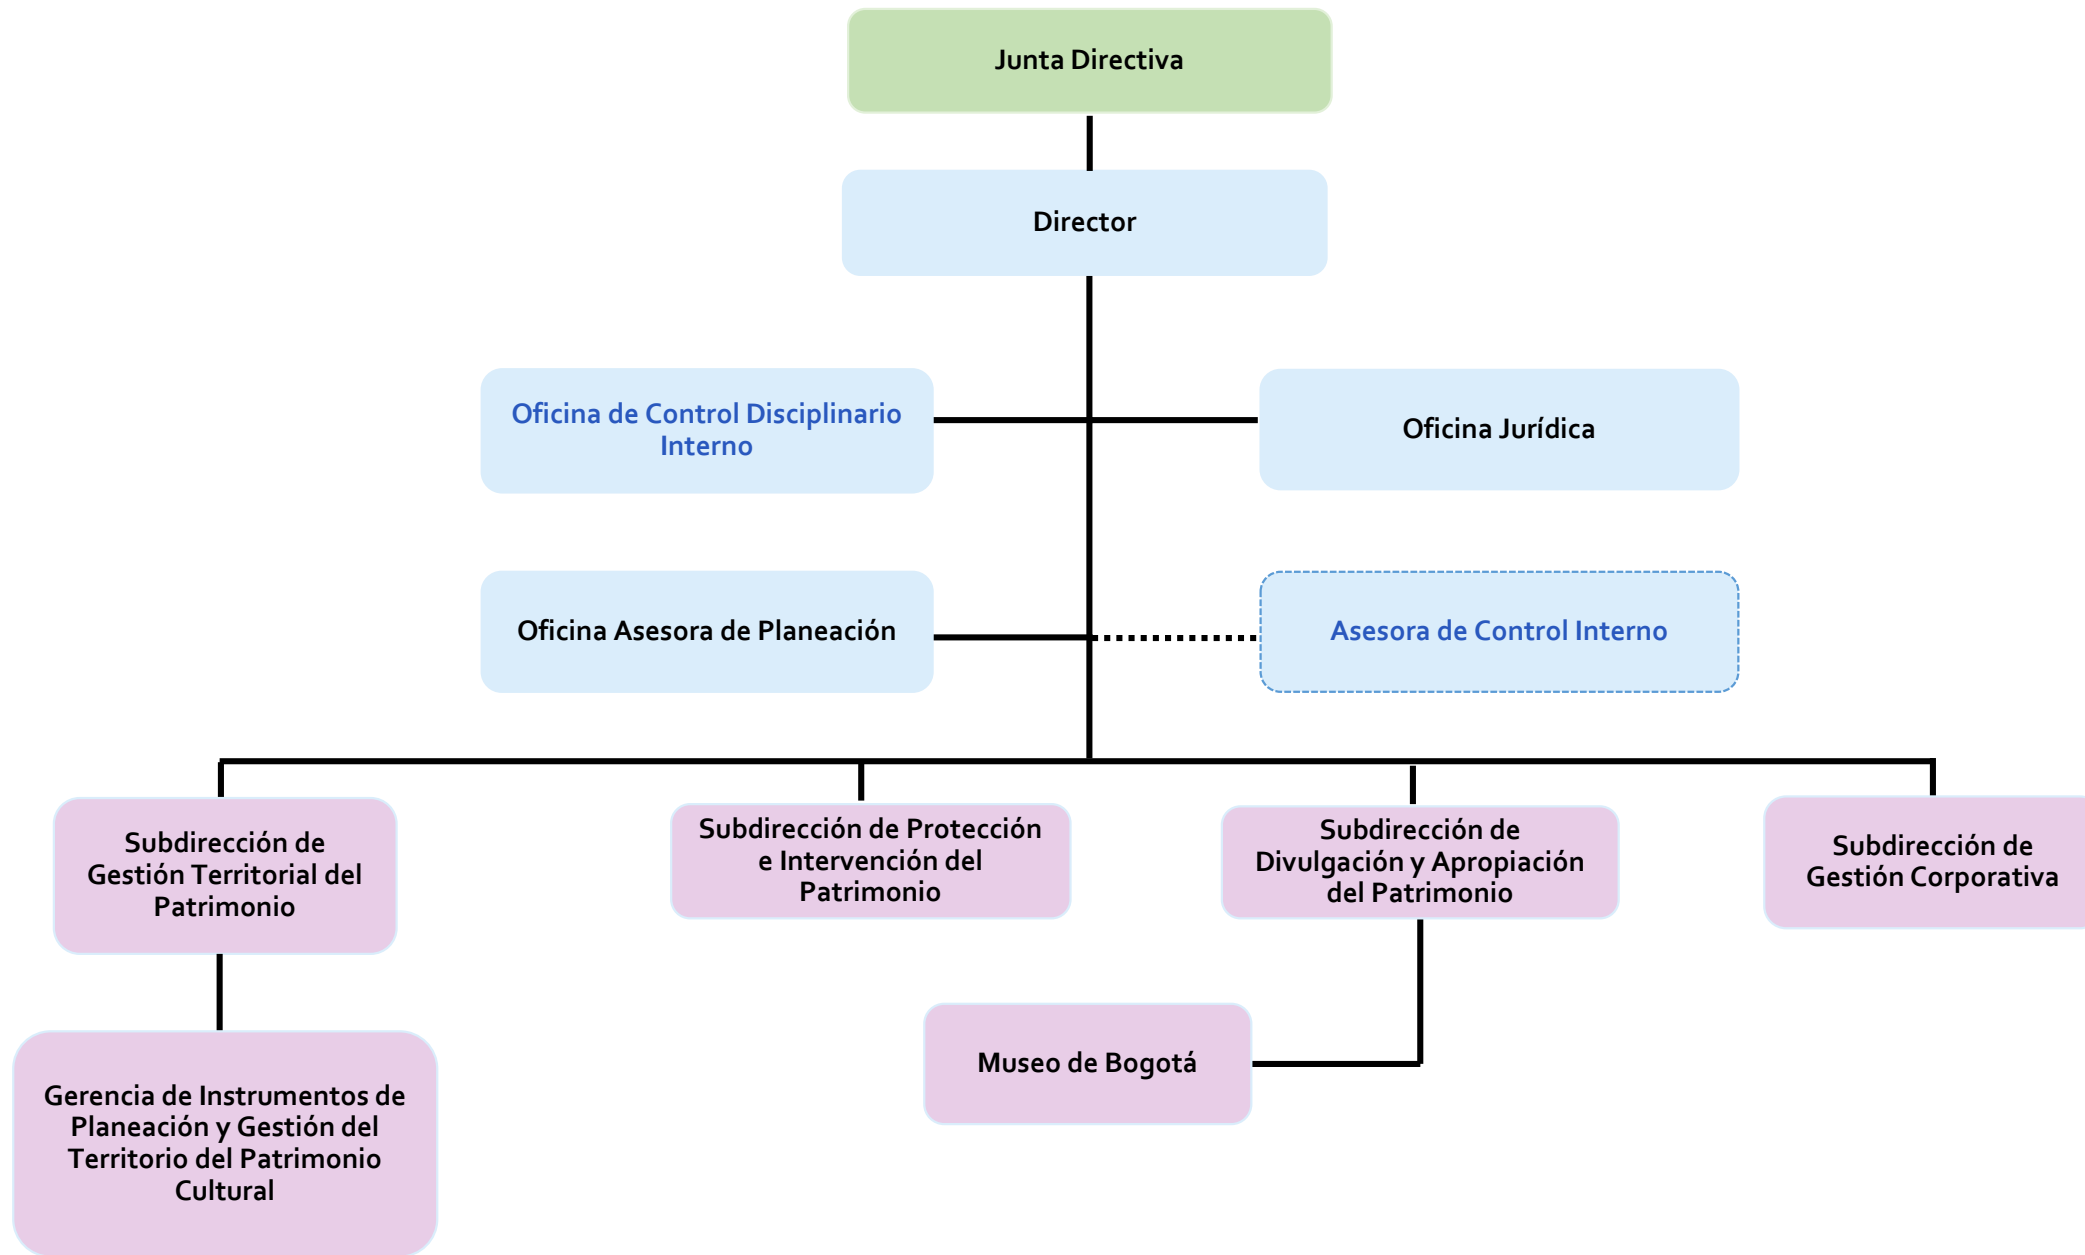 Junta Directiva
Director
Oficina de Control Disciplinario
Interno
Oficina Jurídica
Oficina Asesora de Planeación
Asesora de Control Interno
Subdirección de
Gestión Territorial del
Patrimonio
Subdirección de Protección
e Intervención del
Patrimonio
Subdirección de
Divulgación y Apropiación
del Patrimonio
Subdirección de
Gestión Corporativa
Museo de Bogotá
Gerencia de Instrumentos de
Planeación y Gestión del
Territorio del Patrimonio
Cultural